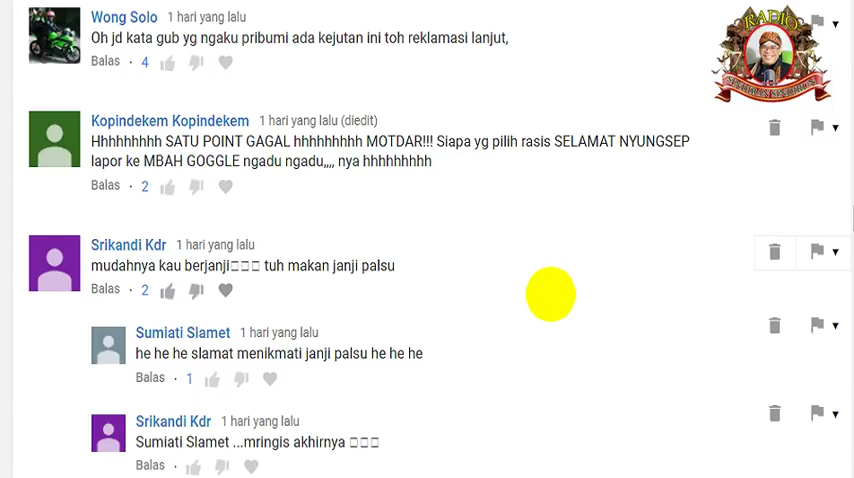 Wong Solo 1 hari yang lalu
Oh jd kata gub yg ngaku pribumi ada kejutan ini toh reklamasi lanjut,
Balas · 4
RADIO
Kopindekem Kopindekem 1 hari yang lalu (diedit)
Hhhhhhhhh SATU POINT GAGAL hhhhhhhhh MOTDAR!!! Siapa yg pilih rasis SELAMAT NYUNGSEP
lapor ke MBAH GOGGLE ngadu ngadu,,,, nya hhhhhhhhh
Balas · 2
Srikandi Kdr 1 hari yang lalu
mudahnya kau berjanji▯▯▯ tuh makan janji palsu
Balas · 2
Sumiati Slamet 1 hari yang lalu
he he he slamat menikmati janji palsu he he he
Balas · 1
Srikandi Kdr 1 hari yang lalu
Sumiati Slamet ...mringis akhirnya ▯▯▯
Balas ·